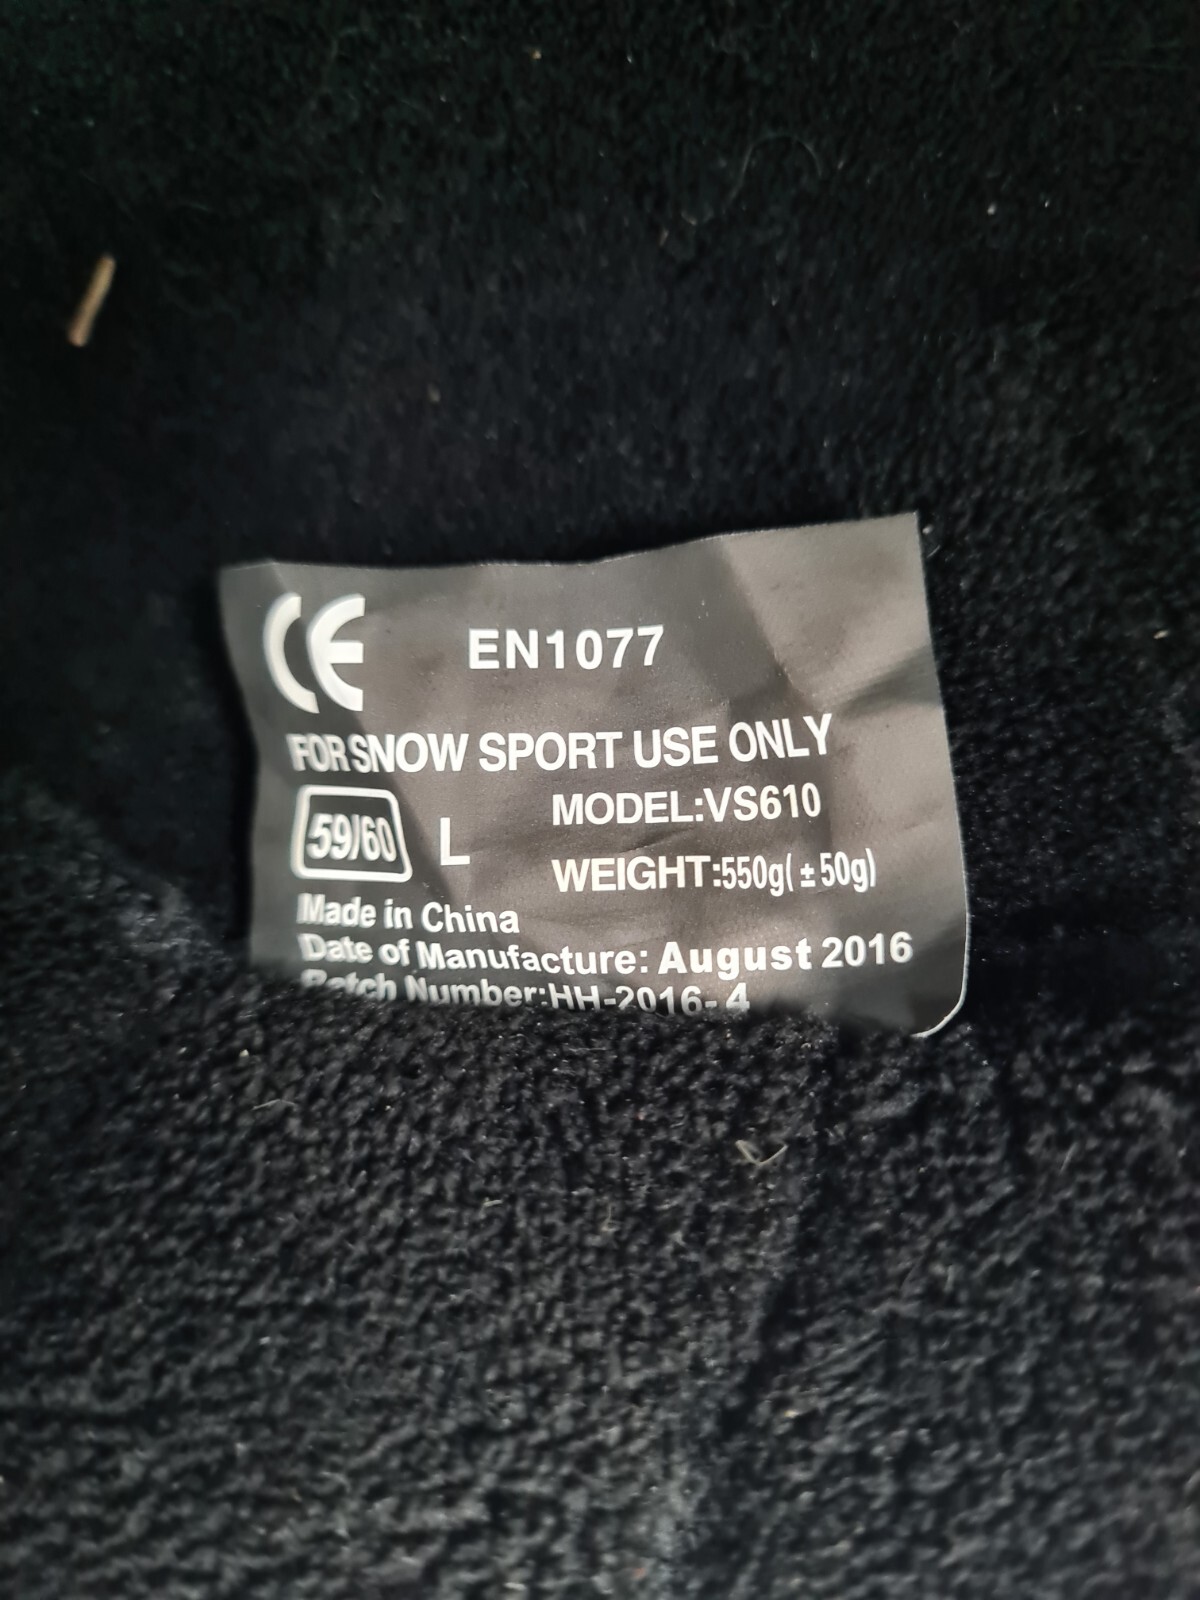 CE EN1077
FOR SNOW SPORT USE ONLY
59/60 L MODEL:VS610
WEIGHT:550g(±50g)
Made in China
Date of Manufacture: August 2016
Batch Number:HH-2016-4